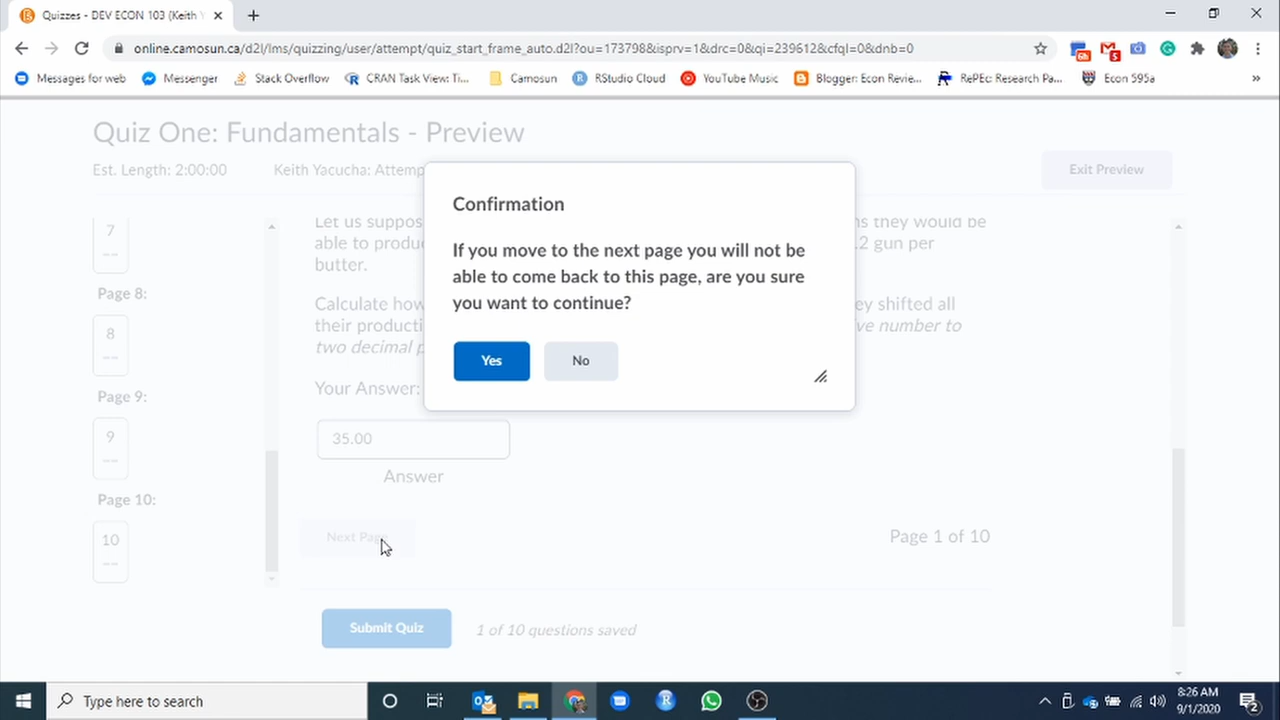 Quizzes - DEV ECON 103 (Keith Y
online.camosun.ca/d2l/lms/quizzing/user/attempt/quiz_start_frame_auto.d2l?ou=173798&isprv=1&drc=0&qi=239612&cfql=0&dnb=0
6h
5
Messages for web Messenger Stack Overflow CRAN Task View: Ti... Camosun RStudio Cloud YouTube Music Blogger: Econ Revie... RePEc: Research Pa... Econ 595a »
Quiz One: Fundamentals - Preview
Est. Length: 2:00:00 Keith Yacucha: Attemp
Exit Preview
7
--
Page 8:
8
--
Page 9:
9
--
Page 10:
10
--
Let us suppos ns they would be
able to produ .2 gun per
butter.
Calculate how ey shifted all
their producti ve number to
two decimal p
Your Answer:
35.00
Answer
Next Page
Page 1 of 10
Submit Quiz 1 of 10 questions saved
Confirmation
If you move to the next page you will not be
able to come back to this page, are you sure
you want to continue?
Yes No
Type here to search
8:26 AM
9/1/2020
2